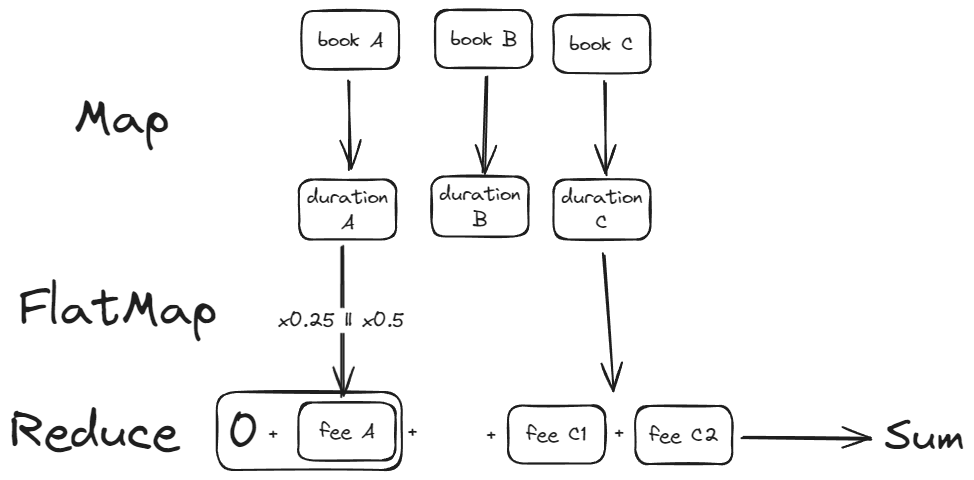 book A
book B
book C
Map
duration
A
duration
B
duration
C
FlatMap
x0.25 || x0.5
Reduce
0 + fee A + + fee C1 + fee C2 Sum